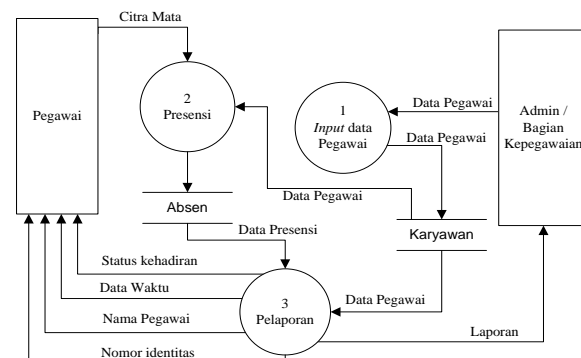 Citra Mata
Pegawai
2
Presensi
1
Input data
Pegawai
Data Pegawai
Data Pegawai
Admin /
Bagian
Kepegawaian
Data Pegawai
Absen
Karyawan
Data Presensi
Status kehadiran
Data Waktu
Nama Pegawai
Nomor identitas
3
Pelaporan
Data Pegawai
Laporan